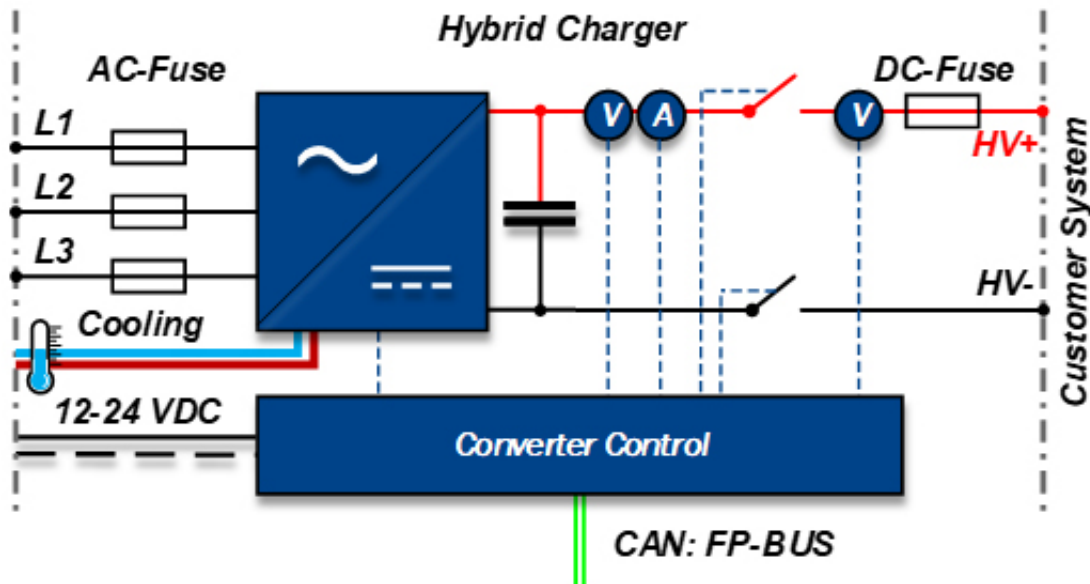 Hybrid Charger
AC-Fuse
DC-Fuse
L1
V
A
V
HV+
L2
L3
HV-
Cooling
Customer System
12-24 VDC
Converter Control
CAN: FP-BUS